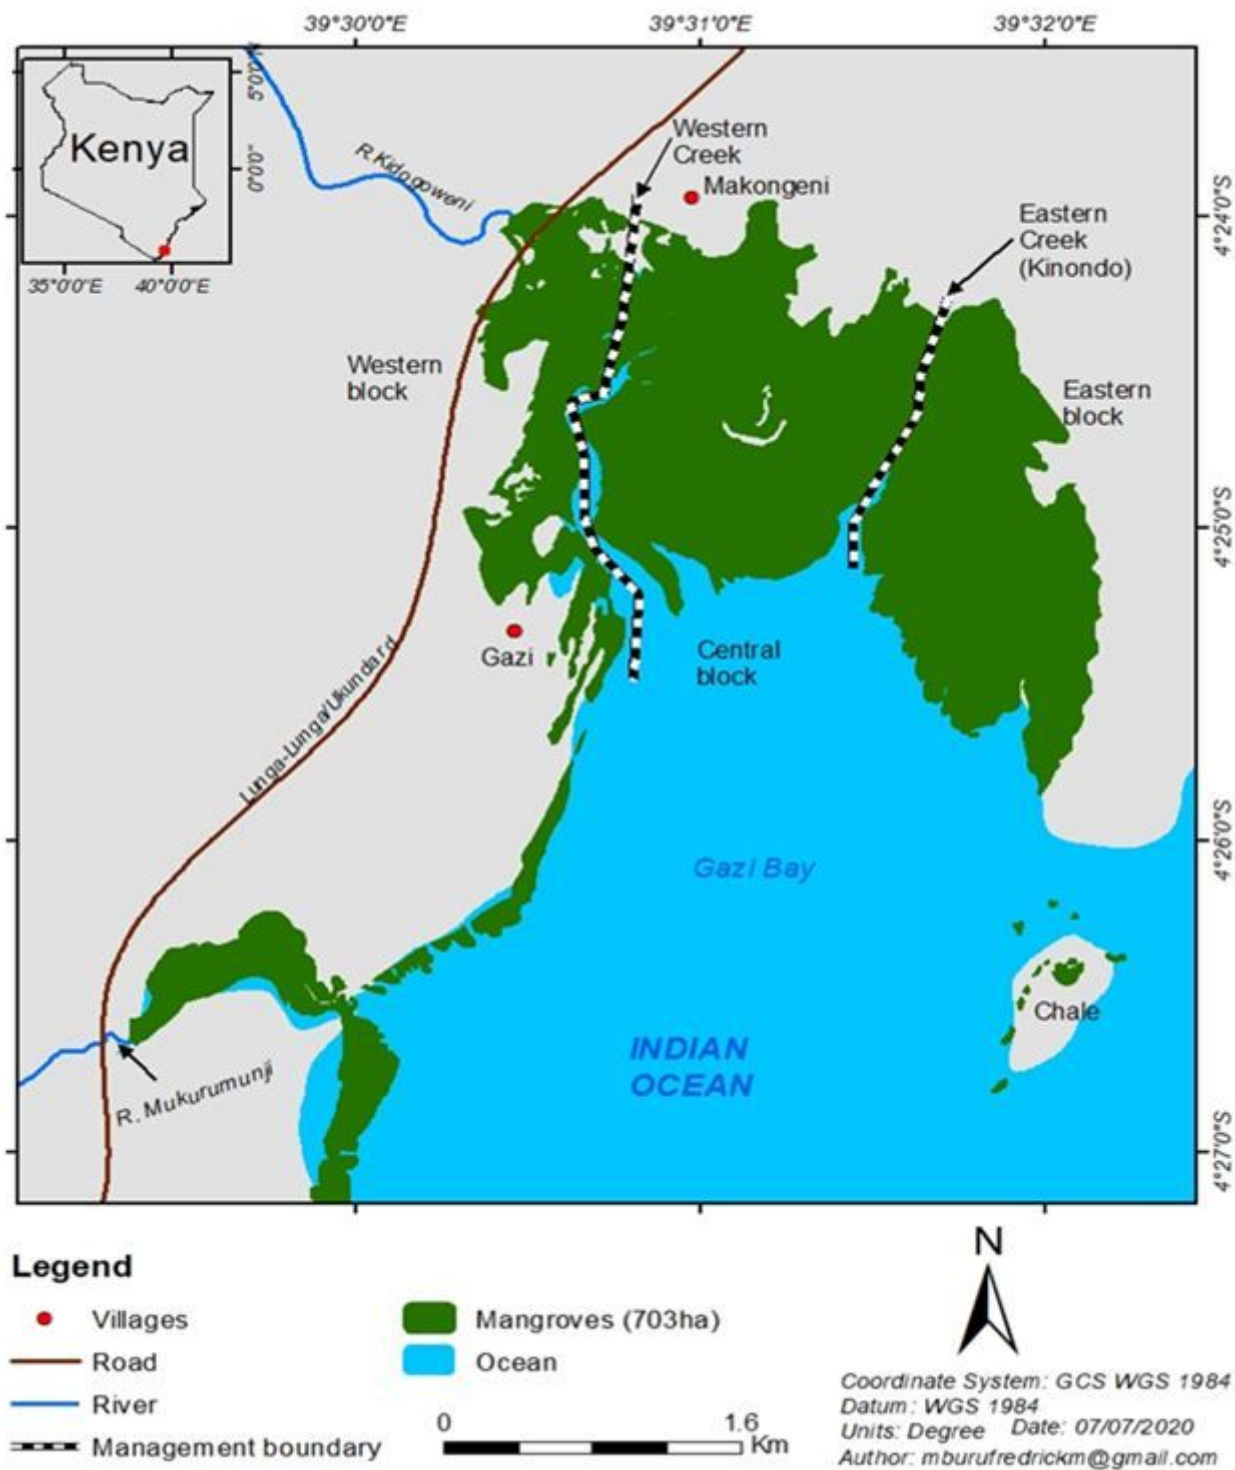 39°30'0"E
39°31'0"E
39°32'0"E
Kenya
5°0'0"N
0°0'0"
35°0'0"E
40°0'0"E
R.Kidogoweni
Western
Creek
Makongeni
Eastern
Creek
(Kinondo)
4°24'0"S
Western
block
Eastern
block
4°25'0"S
Gazi
Central
block
Lunga-Lunga/Ukunda rd
4°26'0"S
Gazi Bay
Chale
INDIAN
OCEAN
R. Mukurumunji
4°27'0"S
Legend
Villages
Road
River
Management boundary
Mangroves (703ha)
Ocean
0
1.6
Km
N
Coordinate System: GCS WGS 1984
Datum: WGS 1984
Units: Degree Date: 07/07/2020
Author: mburufredrickm@gmail.com